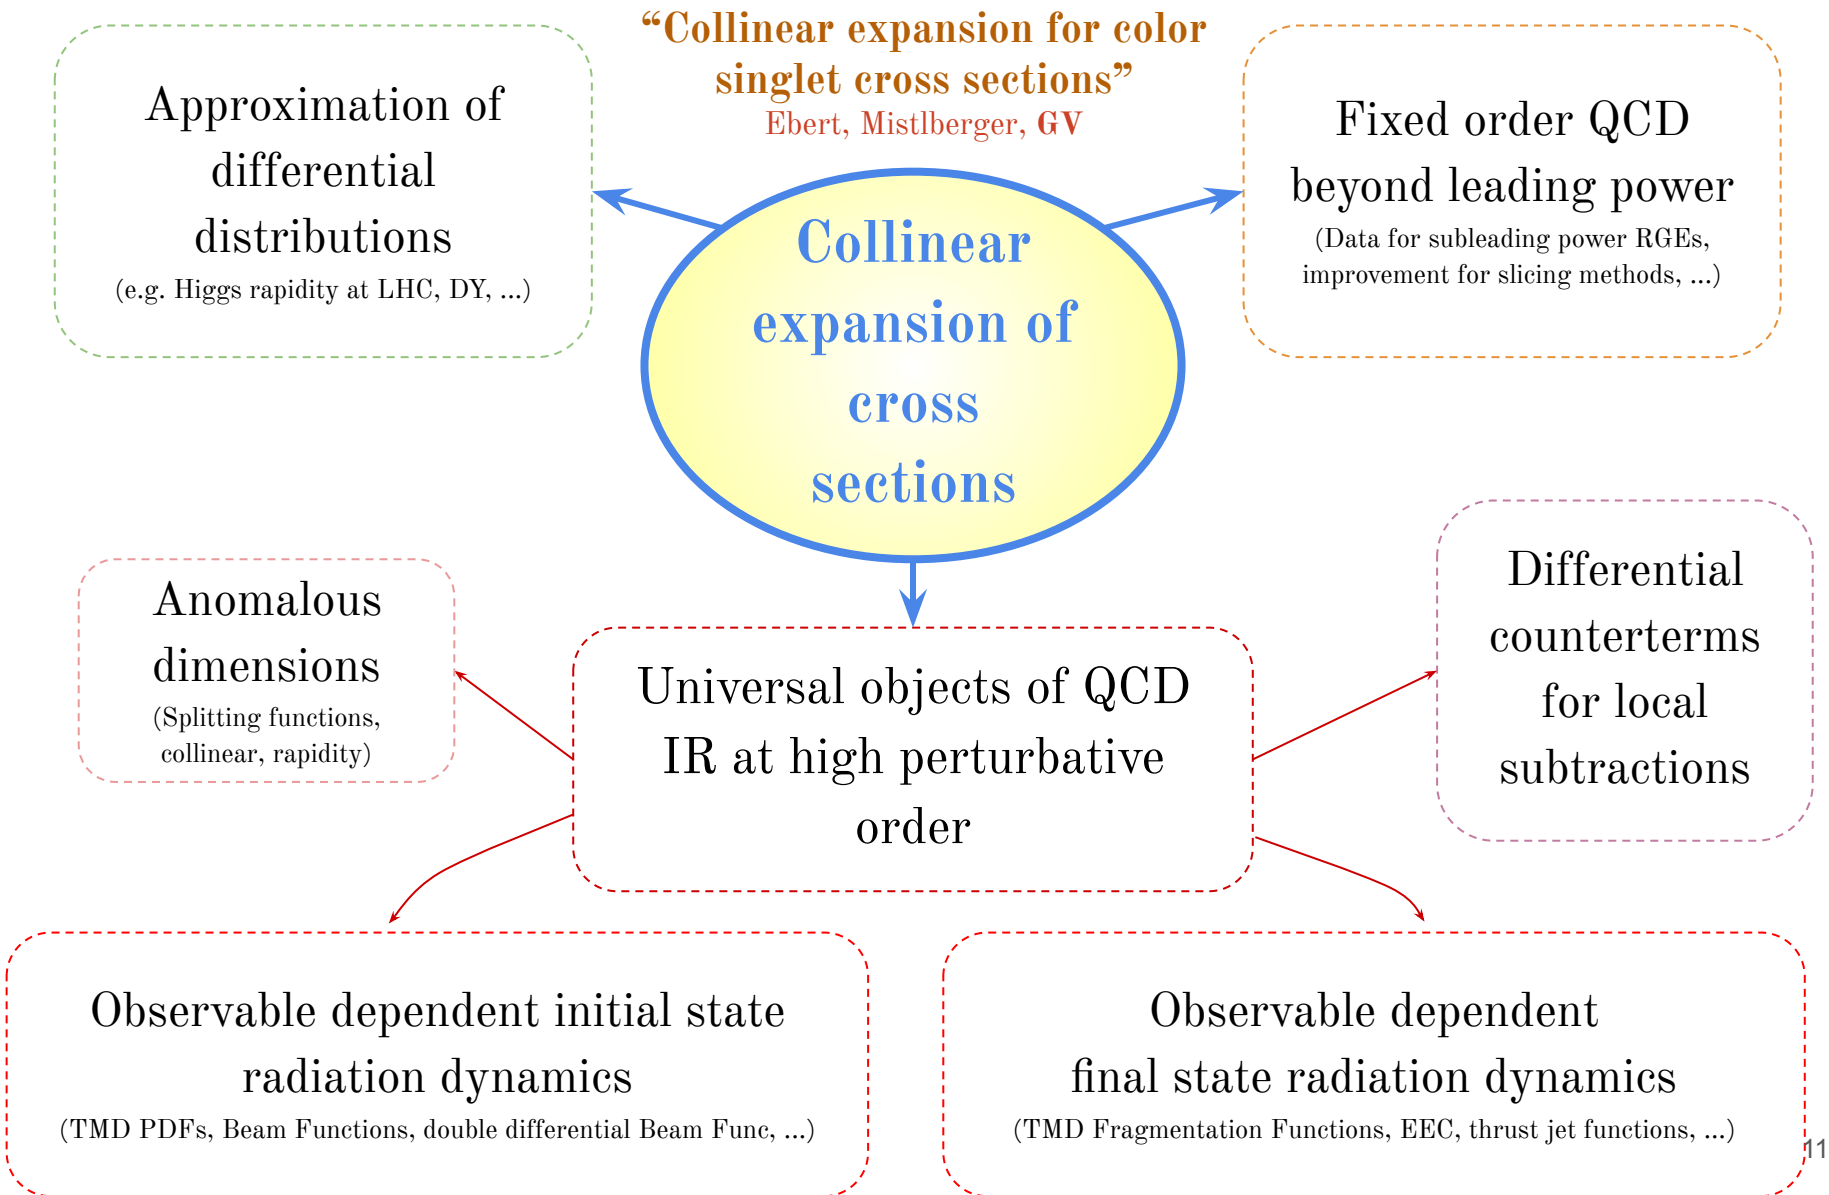 “Collinear expansion for color
singlet cross sections”
Ebert, Mistlberger, GV
Approximation of
differential
distributions
(e.g. Higgs rapidity at LHC, DY, ...)
Fixed order QCD
beyond leading power
(Data for subleading power RGEs,
improvement for slicing methods, ...)
Collinear
expansion of
cross
sections
Anomalous
dimensions
(Splitting functions,
collinear, rapidity)
Universal objects of QCD
IR at high perturbative
order
Differential
counterterms
for local
subtractions
Observable dependent initial state
radiation dynamics
(TMD PDFs, Beam Functions, double differential Beam Func, ...)
Observable dependent
final state radiation dynamics
(TMD Fragmentation Functions, EEC, thrust jet functions, ...)
11